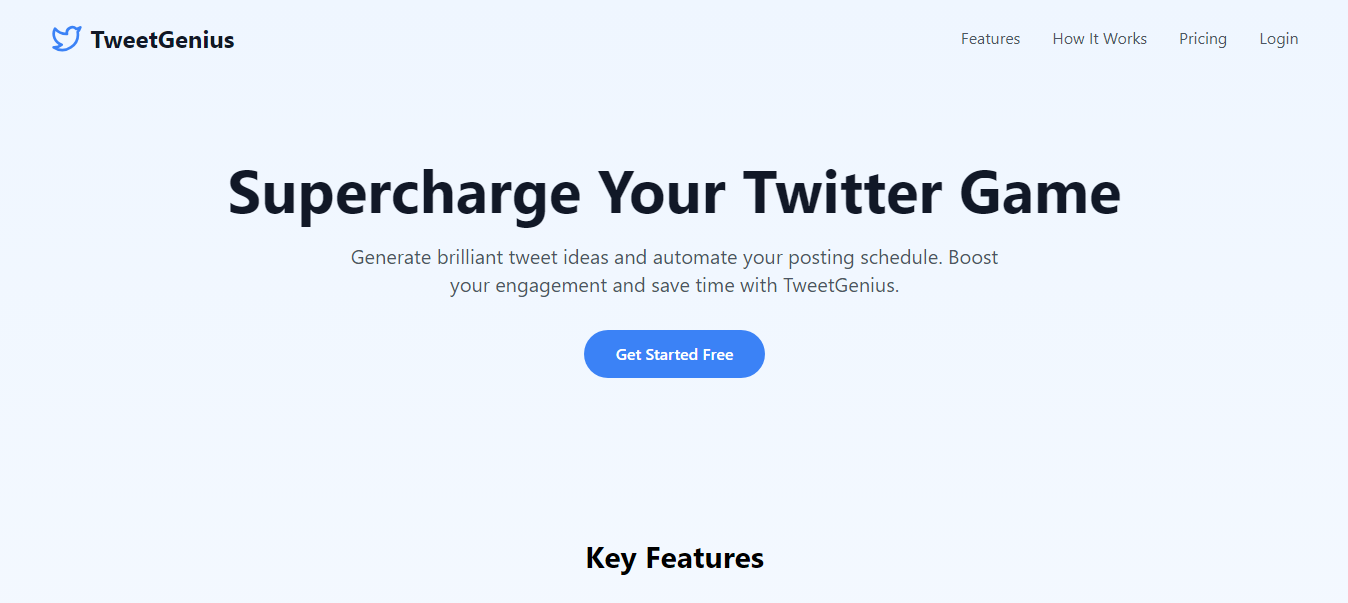 TweetGenius
Features
How It Works
Pricing
Login
Supercharge Your Twitter Game
Generate brilliant tweet ideas and automate your posting schedule. Boost
your engagement and save time with TweetGenius.
Get Started Free
Key Features